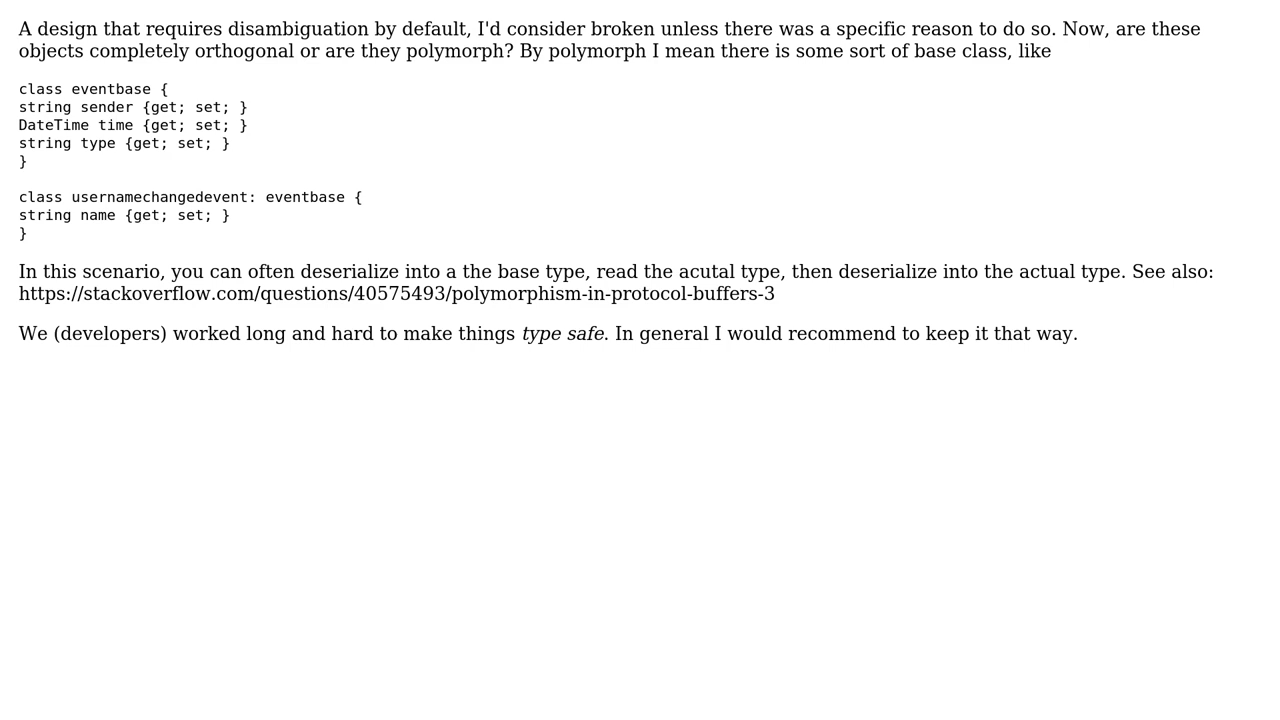 A design that requires disambiguation by default, I'd consider broken unless there was a specific reason to do so. Now, are these
objects completely orthogonal or are they polymorph? By polymorph I mean there is some sort of base class, like
class eventbase {
string sender {get; set; }
DateTime time {get; set; }
string type {get; set; }
}
class usernamechangedevent: eventbase {
string name {get; set; }
}
In this scenario, you can often deserialize into a the base type, read the acutal type, then deserialize into the actual type. See also:
https://stackoverflow.com/questions/40575493/polymorphism-in-protocol-buffers-3
We (developers) worked long and hard to make things type safe. In general I would recommend to keep it that way.